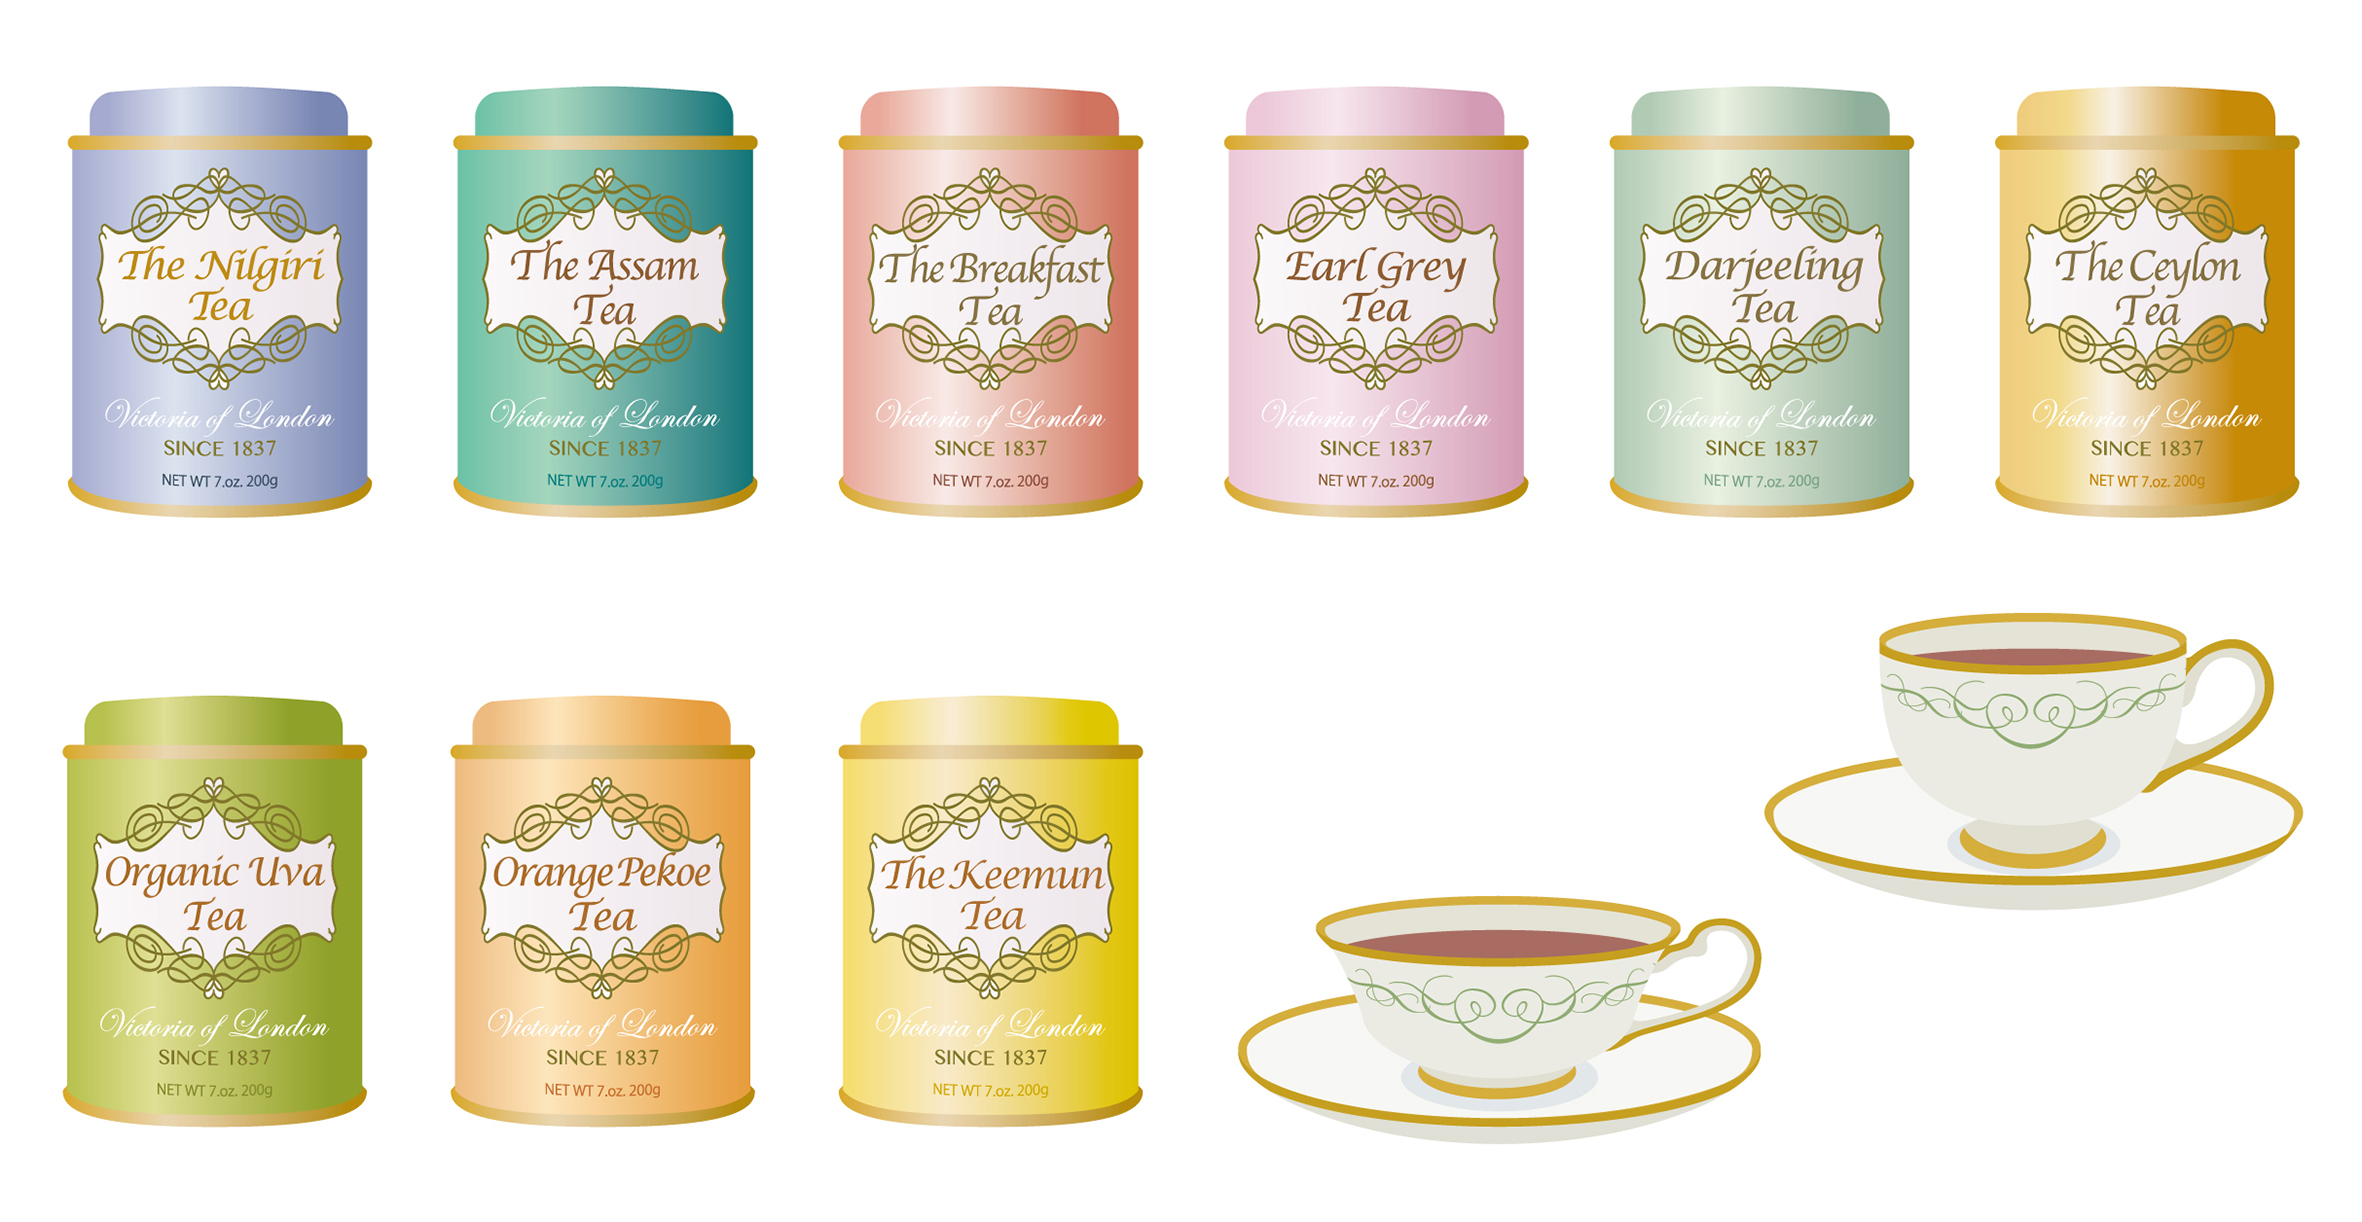 The Nilgiri
Tea
Victoria of London
SINCE 1837
NET WT 7.oz. 200g
The Assam
Tea
Victoria of London
SINCE 1837
NET WT 7.oz. 200g
The Breakfast
Tea
Victoria of London
SINCE 1837
NET WT 7.oz. 200g
Earl Grey
Tea
Victoria of London
SINCE 1837
NET WT 7.oz. 200g
Darjeeling
Tea
Victoria of London
SINCE 1837
NET WT 7.oz. 200g
The Ceylon
Tea
Victoria of London
SINCE 1837
NET WT 7.oz. 200g
Organic Uva
Tea
Victoria of London
SINCE 1837
NET WT 7.oz. 200g
Orange Pekoe
Tea
Victoria of London
SINCE 1837
NET WT 7.oz. 200g
The Keemun
Tea
Victoria of London
SINCE 1837
NET WT 7.oz. 200g